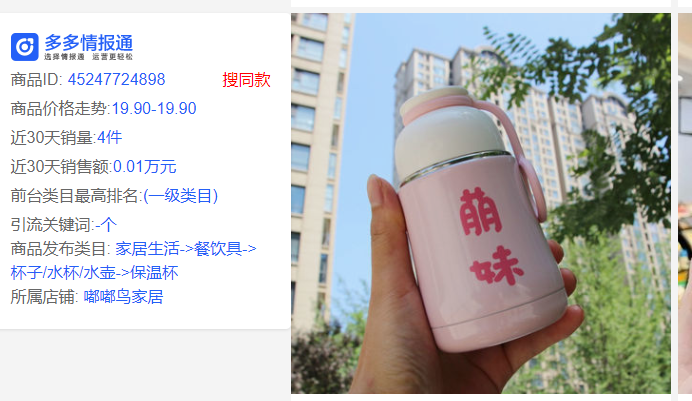 多多情报通
选择情报通 运营更轻松
商品ID: 45247724898 搜同款
商品价格走势:19.90-19.90
近30天销量:4件
近30天销售额:0.01万元
前台类目最高排名:(一级类目)
引流关键词:-个
商品发布类目: 家居生活->餐饮具->
杯子/水杯/水壶->保温杯
所属店铺: 嘟嘟鸟家居
萌
妹